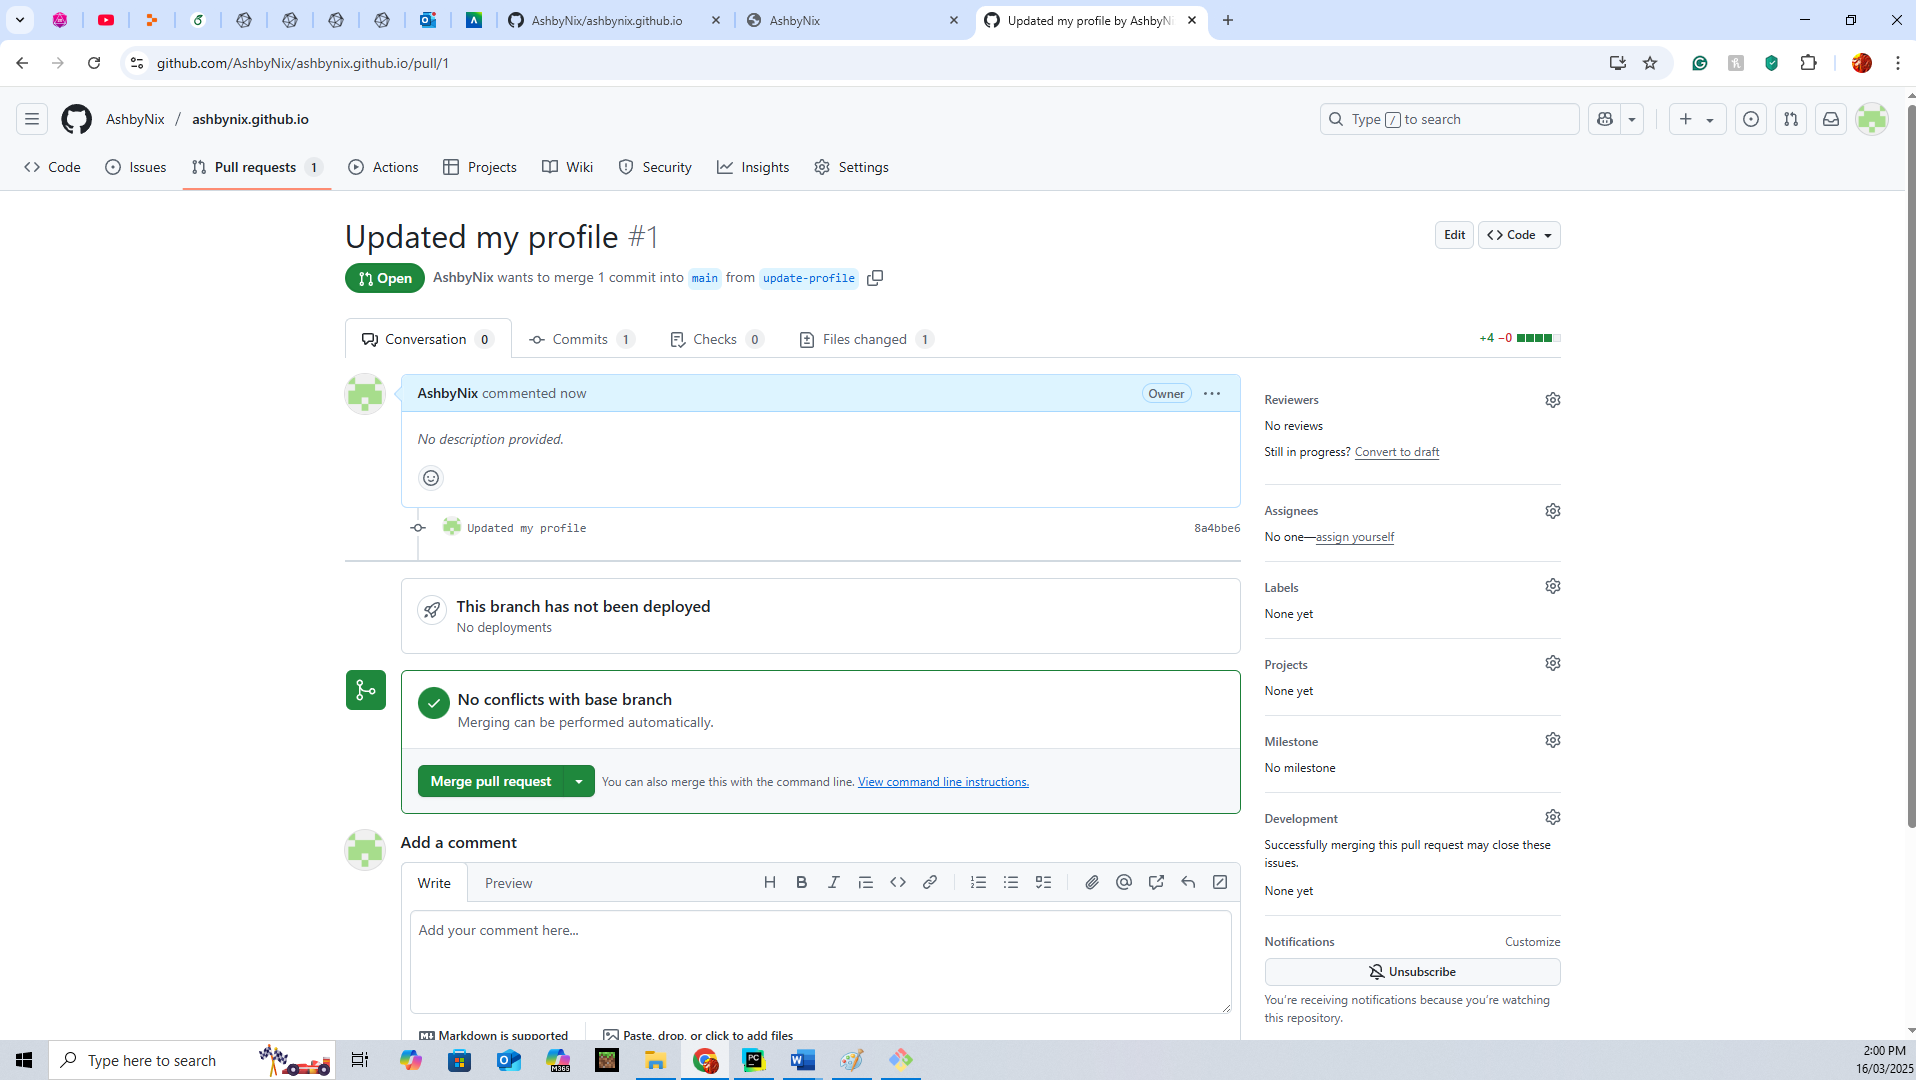 AshbyNix/ashbynix.github.io
AshbyNix
Updated my profile by AshbyNi
github.com/AshbyNix/ashbynix.github.io/pull/1
AshbyNix / ashbynix.github.io
Type / to search
Code
Issues
Pull requests 1
Actions
Projects
Wiki
Security
Insights
Settings
Updated my profile #1
Edit
Code
Open
AshbyNix wants to merge 1 commit into main from update-profile
Conversation 0
Commits 1
Checks 0
Files changed 1
+4 −0
AshbyNix commented now
Owner
No description provided.
Updated my profile
8a4bbe6
This branch has not been deployed
No deployments
No conflicts with base branch
Merging can be performed automatically.
Merge pull request
You can also merge this with the command line. View command line instructions.
Add a comment
Write
Preview
Add your comment here...
Markdown is supported
Paste, drop, or click to add files
Reviewers
No reviews
Still in progress? Convert to draft
Assignees
No one—assign yourself
Labels
None yet
Projects
None yet
Milestone
No milestone
Development
Successfully merging this pull request may close these
issues.
None yet
Notifications
Customize
Unsubscribe
You're receiving notifications because you're watching
this repository.
Type here to search
M365
PC
W
2:00 PM
16/03/2025